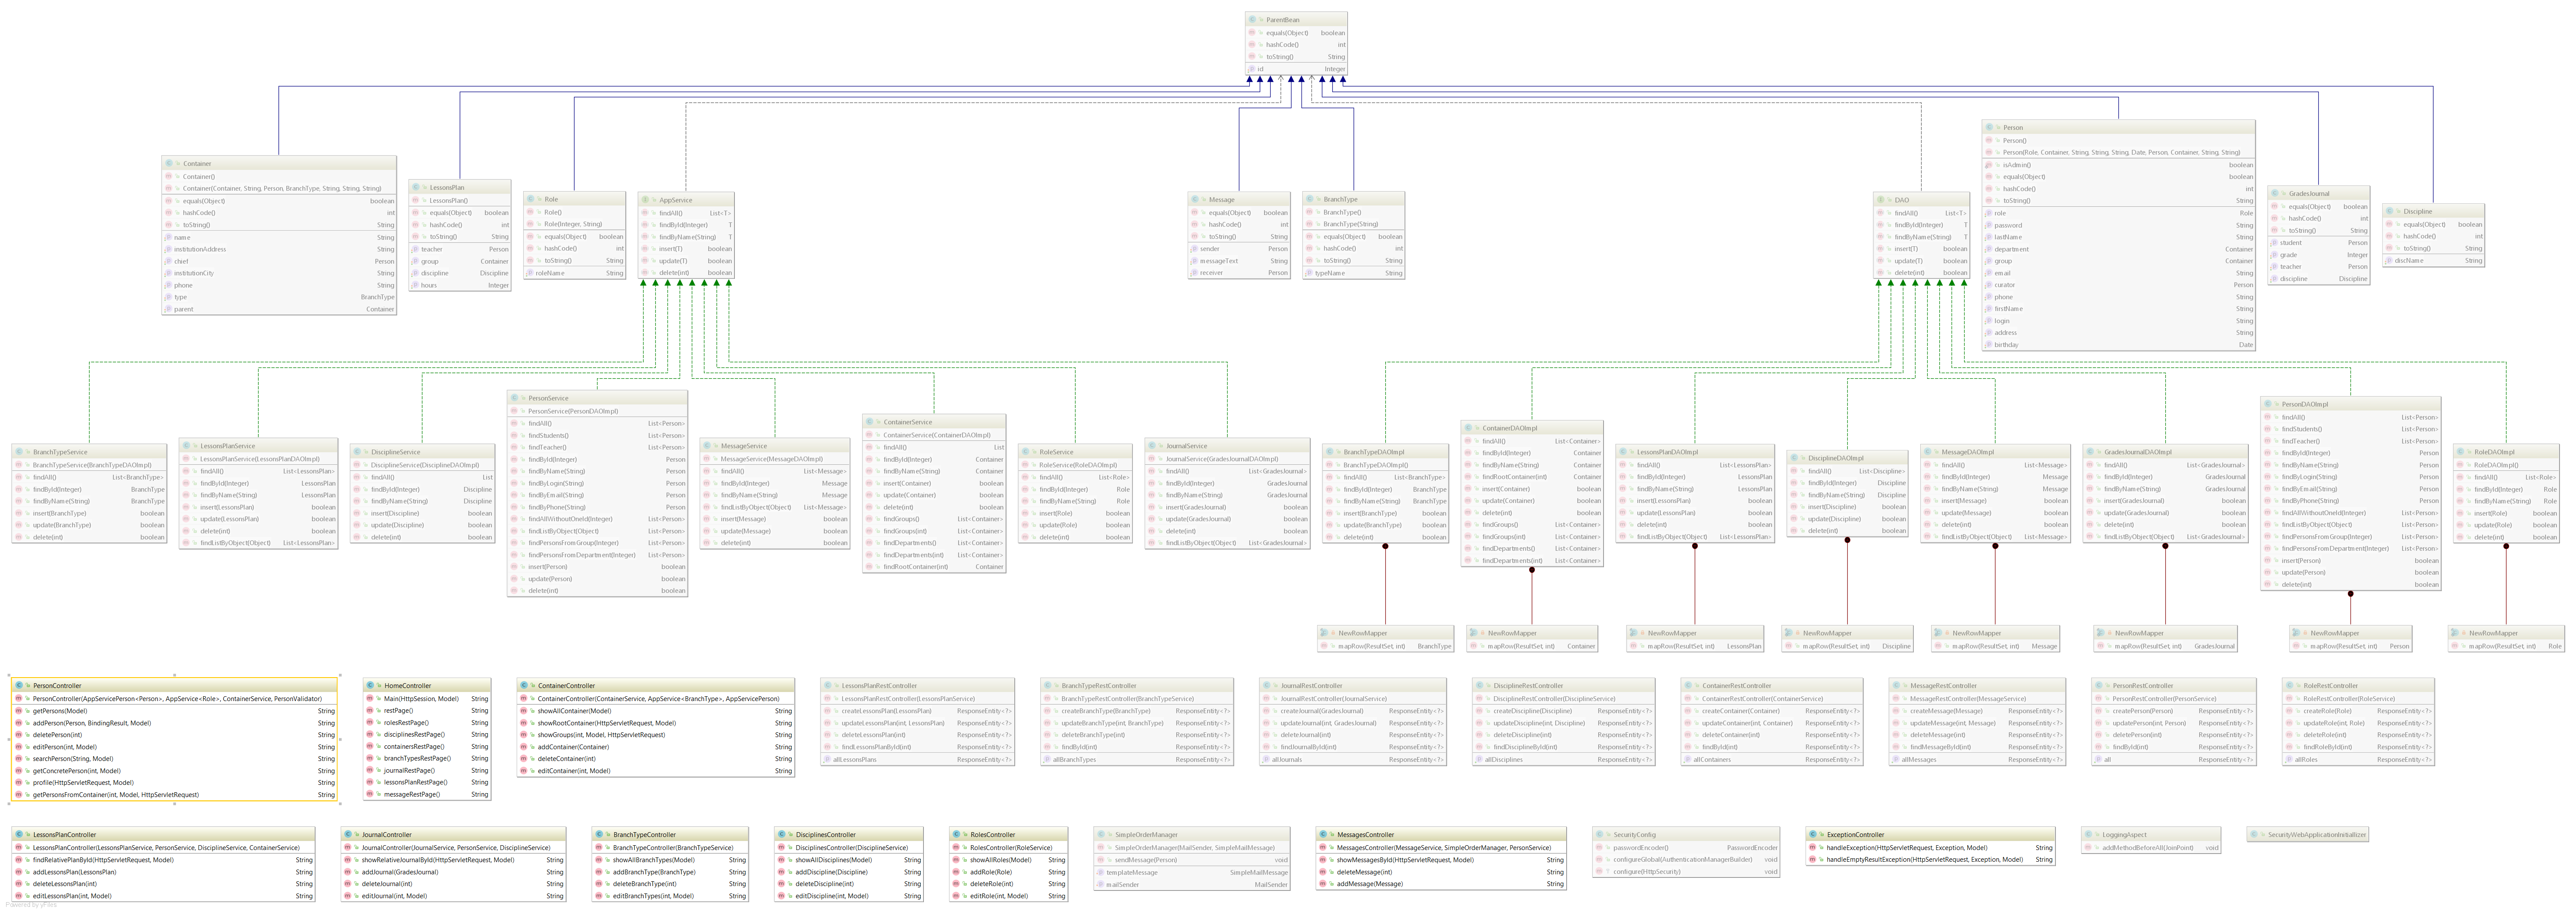 ParentBean
equals(Object) boolean
hashCode() int
toString() String
id Integer
Container
Container()
Container(Container, String, Person, BranchType, String, String, String)
equals(Object) boolean
hashCode() int
toString() String
name String
institutionAddress String
chief Person
institutionCity String
phone String
type BranchType
parent Container
LessonsPlan
LessonsPlan()
equals(Object) boolean
hashCode() int
toString() String
teacher Person
group Container
discipline Discipline
hours Integer
Role
Role()
Role(Integer, String)
equals(Object) boolean
hashCode() int
toString() String
roleName String
AppService
findAll() List<T>
findById(Integer) T
findByName(String) T
insert(T) boolean
update(T) boolean
delete(int) boolean
Message
equals(Object) boolean
hashCode() int
toString() String
sender Person
messageText String
receiver Person
BranchType
BranchType()
BranchType(String)
equals(Object) boolean
hashCode() int
toString() String
typeName String
DAO
findAll() List<T>
findById(Integer) T
findByName(String) T
insert(T) boolean
update(T) boolean
delete(int) boolean
Person
Person()
Person(Role, Container, String, String, String, Date, Person, Container, String, String)
isAdmin() boolean
equals(Object) boolean
hashCode() int
toString() String
role Role
password String
lastName String
department Container
group Container
email String
curator Person
phone String
firstName String
login String
address String
birthday Date
GradesJournal
equals(Object) boolean
hashCode() int
toString() String
student Person
grade Integer
teacher Person
discipline Discipline
Discipline
equals(Object) boolean
hashCode() int
toString() String
discName String
BranchTypeService
BranchTypeService(BranchTypeDAOImpl)
findAll() List<BranchType>
findById(Integer) BranchType
findByName(String) BranchType
insert(BranchType) boolean
update(BranchType) boolean
delete(int) boolean
LessonsPlanService
LessonsPlanService(LessonsPlanDAOImpl)
findAll() List<LessonsPlan>
findById(Integer) LessonsPlan
findByName(String) LessonsPlan
insert(LessonsPlan) boolean
update(LessonsPlan) boolean
delete(int) boolean
findListByObject(Object) List<LessonsPlan>
DisciplineService
DisciplineService(DisciplineDAOImpl)
findAll() List
findById(Integer) Discipline
findByName(String) Discipline
insert(Discipline) boolean
update(Discipline) boolean
delete(int) boolean
PersonService
PersonService(PersonDAOImpl)
findAll() List<Person>
findStudents() List<Person>
findTeacher() List<Person>
findById(Integer) Person
findByName(String) Person
findByLogin(String) Person
findByEmail(String) Person
findByPhone(String) Person
findAllWithoutOneId(Integer) List<Person>
findListByObject(Object) List<Person>
findPersonsFromGroup(Integer) List<Person>
findPersonsFromDepartment(Integer) List<Person>
insert(Person) boolean
update(Person) boolean
delete(int) boolean
MessageService
MessageService(MessageDAOImpl)
findAll() List<Message>
findById(Integer) Message
findByName(String) Message
findListByObject(Object) List<Message>
insert(Message) boolean
update(Message) boolean
delete(int) boolean
ContainerService
ContainerService(ContainerDAOImpl)
findAll() List
findById(Integer) Container
findByName(String) Container
insert(Container) boolean
update(Container) boolean
delete(int) boolean
findGroups() List<Container>
findGroups(int) List<Container>
findDepartments() List<Container>
findDepartments(int) List<Container>
findRootContainer(int) Container
RoleService
RoleService(RoleDAOImpl)
findAll() List<Role>
findById(Integer) Role
findByName(String) Role
insert(Role) boolean
update(Role) boolean
delete(int) boolean
JournalService
JournalService(GradesJournalDAOImpl)
findAll() List<GradesJournal>
findById(Integer) GradesJournal
findByName(String) GradesJournal
insert(GradesJournal) boolean
update(GradesJournal) boolean
delete(int) boolean
findListByObject(Object) List<GradesJournal>
BranchTypeDAOImpl
BranchTypeDAOImpl()
findAll() List<BranchType>
findById(Integer) BranchType
findByName(String) BranchType
insert(BranchType) boolean
update(BranchType) boolean
delete(int) boolean
ContainerDAOImpl
findAll() List<Container>
findById(Integer) Container
findByName(String) Container
findRootContainer(int) Container
insert(Container) boolean
update(Container) boolean
delete(int) boolean
findGroups() List<Container>
findGroups(int) List<Container>
findDepartments() List<Container>
findDepartments(int) List<Container>
LessonsPlanDAOImpl
findAll() List<LessonsPlan>
findById(Integer) LessonsPlan
findByName(String) LessonsPlan
insert(LessonsPlan) boolean
update(LessonsPlan) boolean
delete(int) boolean
findListByObject(Object) List<LessonsPlan>
DisciplineDAOImpl
findAll() List<Discipline>
findById(Integer) Discipline
findByName(String) Discipline
insert(Discipline) boolean
update(Discipline) boolean
delete(int) boolean
MessageDAOImpl
findAll() List<Message>
findById(Integer) Message
findByName(String) Message
insert(Message) boolean
update(Message) boolean
delete(int) boolean
findListByObject(Object) List<Message>
GradesJournalDAOImpl
findAll() List<GradesJournal>
findById(Integer) GradesJournal
findByName(String) GradesJournal
insert(GradesJournal) boolean
update(GradesJournal) boolean
delete(int) boolean
findListByObject(Object) List<GradesJournal>
PersonDAOImpl
findAll() List<Person>
findStudents() List<Person>
findTeacher() List<Person>
findById(Integer) Person
findByName(String) Person
findByLogin(String) Person
findByEmail(String) Person
findByPhone(String) Person
findAllWithoutOneId(Integer) List<Person>
findListByObject(Object) List<Person>
findPersonsFromGroup(Integer) List<Person>
findPersonsFromDepartment(Integer) List<Person>
insert(Person) boolean
update(Person) boolean
delete(int) boolean
RoleDAOImpl
RoleDAOImpl()
findAll() List<Role>
findById(Integer) Role
findByName(String) Role
insert(Role) boolean
update(Role) boolean
delete(int) boolean
NewRowMapper
mapRow(ResultSet, int) BranchType
NewRowMapper
mapRow(ResultSet, int) Container
NewRowMapper
mapRow(ResultSet, int) LessonsPlan
NewRowMapper
mapRow(ResultSet, int) Discipline
NewRowMapper
mapRow(ResultSet, int) Message
NewRowMapper
mapRow(ResultSet, int) GradesJournal
NewRowMapper
mapRow(ResultSet, int) Person
NewRowMapper
mapRow(ResultSet, int) Role
PersonController
PersonController(AppServicePerson<Person>, AppService<Role>, ContainerService, PersonValidator)
getPersons(Model) String
addPerson(Person, BindingResult, Model) String
deletePerson(int) String
editPerson(int, Model) String
searchPerson(String, Model) String
getConcretePerson(int, Model) String
profile(HttpServletRequest, Model) String
getPersonsFromContainer(int, Model, HttpServletRequest) String
HomeController
Main(HttpSession, Model) String
restPage() String
rolesRestPage() String
disciplinesRestPage() String
containersRestPage() String
branchTypesRestPage() String
journalRestPage() String
lessonsPlanRestPage() String
messageRestPage() String
ContainerController
ContainerController(ContainerService, AppService<BranchType>, AppServicePerson)
showAllContainer(Model) String
showRootContainer(HttpServletRequest, Model) String
showGroups(int, Model, HttpServletRequest) String
addContainer(Container) String
deleteContainer(int) String
editContainer(int, Model) String
LessonsPlanRestController
LessonsPlanRestController(LessonsPlanService)
createLessonsPlan(LessonsPlan) ResponseEntity<?>
updateLessonsPlan(int, LessonsPlan) ResponseEntity<?>
deleteLessonsPlan(int) ResponseEntity<?>
findLessonsPlanById(int) ResponseEntity<?>
allLessonsPlans ResponseEntity<?>
BranchTypeRestController
BranchTypeRestController(BranchTypeService)
createBranchType(BranchType) ResponseEntity<?>
updateBranchType(int, BranchType) ResponseEntity<?>
deleteBranchType(int) ResponseEntity<?>
findById(int) ResponseEntity<?>
allBranchTypes ResponseEntity<?>
JournalRestController
JournalRestController(JournalService)
createJournal(GradesJournal) ResponseEntity<?>
updateJournal(int, GradesJournal) ResponseEntity<?>
deleteJournal(int) ResponseEntity<?>
findJournalById(int) ResponseEntity<?>
allJournals ResponseEntity<?>
DisciplineRestController
DisciplineRestController(DisciplineService)
createDiscipline(Discipline) ResponseEntity<?>
updateDiscipline(int, Discipline) ResponseEntity<?>
deleteDiscipline(int) ResponseEntity<?>
findDisciplineById(int) ResponseEntity<?>
allDisciplines ResponseEntity<?>
ContainerRestController
ContainerRestController(ContainerService)
createContainer(Container) ResponseEntity<?>
updateContainer(int, Container) ResponseEntity<?>
deleteContainer(int) ResponseEntity<?>
findById(int) ResponseEntity<?>
allContainers ResponseEntity<?>
MessageRestController
MessageRestController(MessageService)
createMessage(Message) ResponseEntity<?>
updateMessage(int, Message) ResponseEntity<?>
deleteMessage(int) ResponseEntity<?>
findMessageById(int) ResponseEntity<?>
allMessages ResponseEntity<?>
PersonRestController
PersonRestController(PersonService)
createPerson(Person) ResponseEntity<?>
updatePerson(int, Person) ResponseEntity<?>
deletePerson(int) ResponseEntity<?>
findById(int) ResponseEntity<?>
all ResponseEntity<?>
RoleRestController
RoleRestController(RoleService)
createRole(Role) ResponseEntity<?>
updateRole(int, Role) ResponseEntity<?>
deleteRole(int) ResponseEntity<?>
findRoleById(int) ResponseEntity<?>
allRoles ResponseEntity<?>
LessonsPlanController
LessonsPlanController(LessonsPlanService, PersonService, DisciplineService, ContainerService)
findRelativePlanById(HttpServletRequest, Model) String
addLessonsPlan(LessonsPlan) String
deleteLessonsPlan(int) String
editLessonsPlan(int, Model) String
JournalController
JournalController(JournalService, PersonService, DisciplineService)
showRelativeJournalById(HttpServletRequest, Model) String
addJournal(GradesJournal) String
deleteJournal(int) String
editJournal(int, Model) String
BranchTypeController
BranchTypeController(BranchTypeService)
showAllBranchTypes(Model) String
addBranchType(BranchType) String
deleteBranchType(int) String
editBranchTypes(int, Model) String
DisciplinesController
DisciplinesController(DisciplineService)
showAllDisciplines(Model) String
addDiscipline(Discipline) String
deleteDiscipline(int) String
editDiscipline(int, Model) String
RolesController
RolesController(RoleService)
showAllRoles(Model) String
addRole(Role) String
deleteRole(int) String
editRole(int, Model) String
SimpleOrderManager
SimpleOrderManager(MailSender, SimpleMailMessage)
sendMessage(Person) void
templateMessage SimpleMailMessage
mailSender MailSender
MessagesController
MessagesController(MessageService, SimpleOrderManager, PersonService)
showMessagesById(HttpServletRequest, Model) String
deleteMessage(int) String
addMessage(Message) String
SecurityConfig
passwordEncoder() PasswordEncoder
configureGlobal(AuthenticationManagerBuilder) void
configure(HttpSecurity) void
ExceptionController
handleException(HttpServletRequest, Exception, Model) String
handleEmptyResultException(HttpServletRequest, Exception, Model) String
LoggingAspect
addMethodBeforeAll(JoinPoint) void
SecurityWebApplicationInitializer
Powered by yFiles